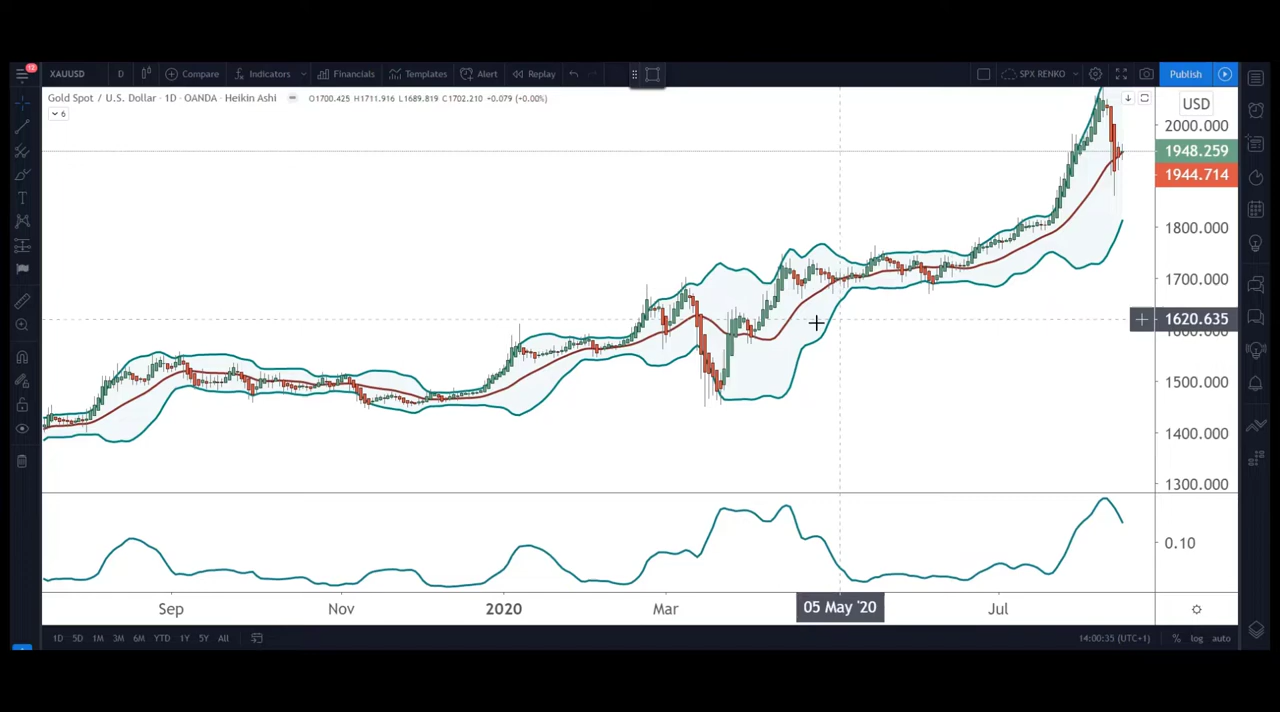 12
XAUUSD D Compare Indicators Financials Templates Alert Replay SPX RENKO Publish
Gold Spot / U.S. Dollar · 1D · OANDA · Heikin Ashi O1700.425 H1711.916 L1689.819 C1702.210 +0.079 (+0.00%)
USD
6
2000.000
1948.259
1944.714
1800.000
1700.000
1620.635
1500.000
1400.000
1300.000
0.10
Sep Nov 2020 Mar 05 May '20 Jul
1D 5D 1M 3M 6M YTD 1Y 5Y All 14:00:35 (UTC+1) % log auto